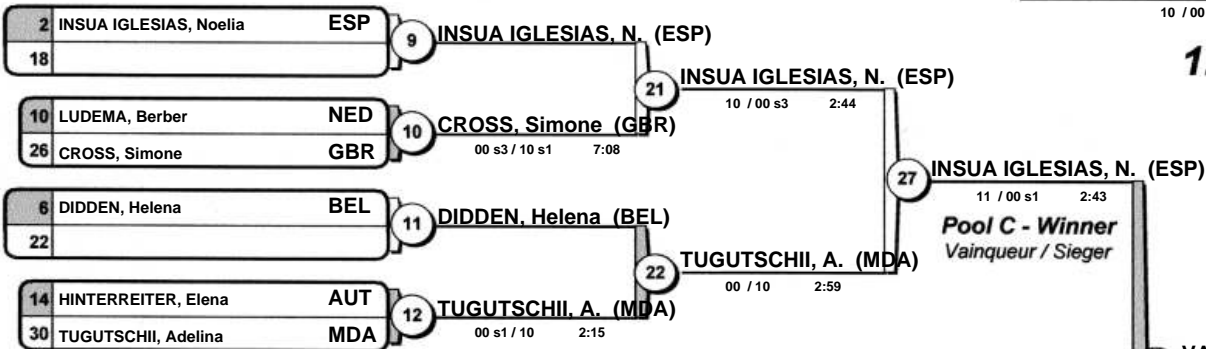 10 / 00
2 INSUA IGLESIAS, Noelia ESP
18
9
INSUA IGLESIAS, N. (ESP)
21
INSUA IGLESIAS, N. (ESP)
10 / 00 s3 2:44
10 LUDEMA, Berber NED
26 CROSS, Simone GBR
10
CROSS, Simone (GBR)
00 s3 / 10 s1 7:08
27
INSUA IGLESIAS, N. (ESP)
11 / 00 s1 2:43
Pool C - Winner
Vainqueur / Sieger
6 DIDDEN, Helena BEL
22
11
DIDDEN, Helena (BEL)
22
TUGUTSCHII, A. (MDA)
00 / 10 2:59
14 HINTERREITER, Elena AUT
30 TUGUTSCHII, Adelina MDA
12
TUGUTSCHII, A. (MDA)
00 s1 / 10 2:15